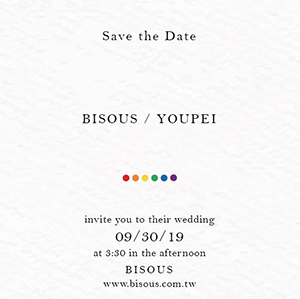 Save the Date
BISOUS / YOUPEI
invite you to their wedding
09/30/19
at 3:30 in the afternoon
BISOUS
www.bisous.com.tw